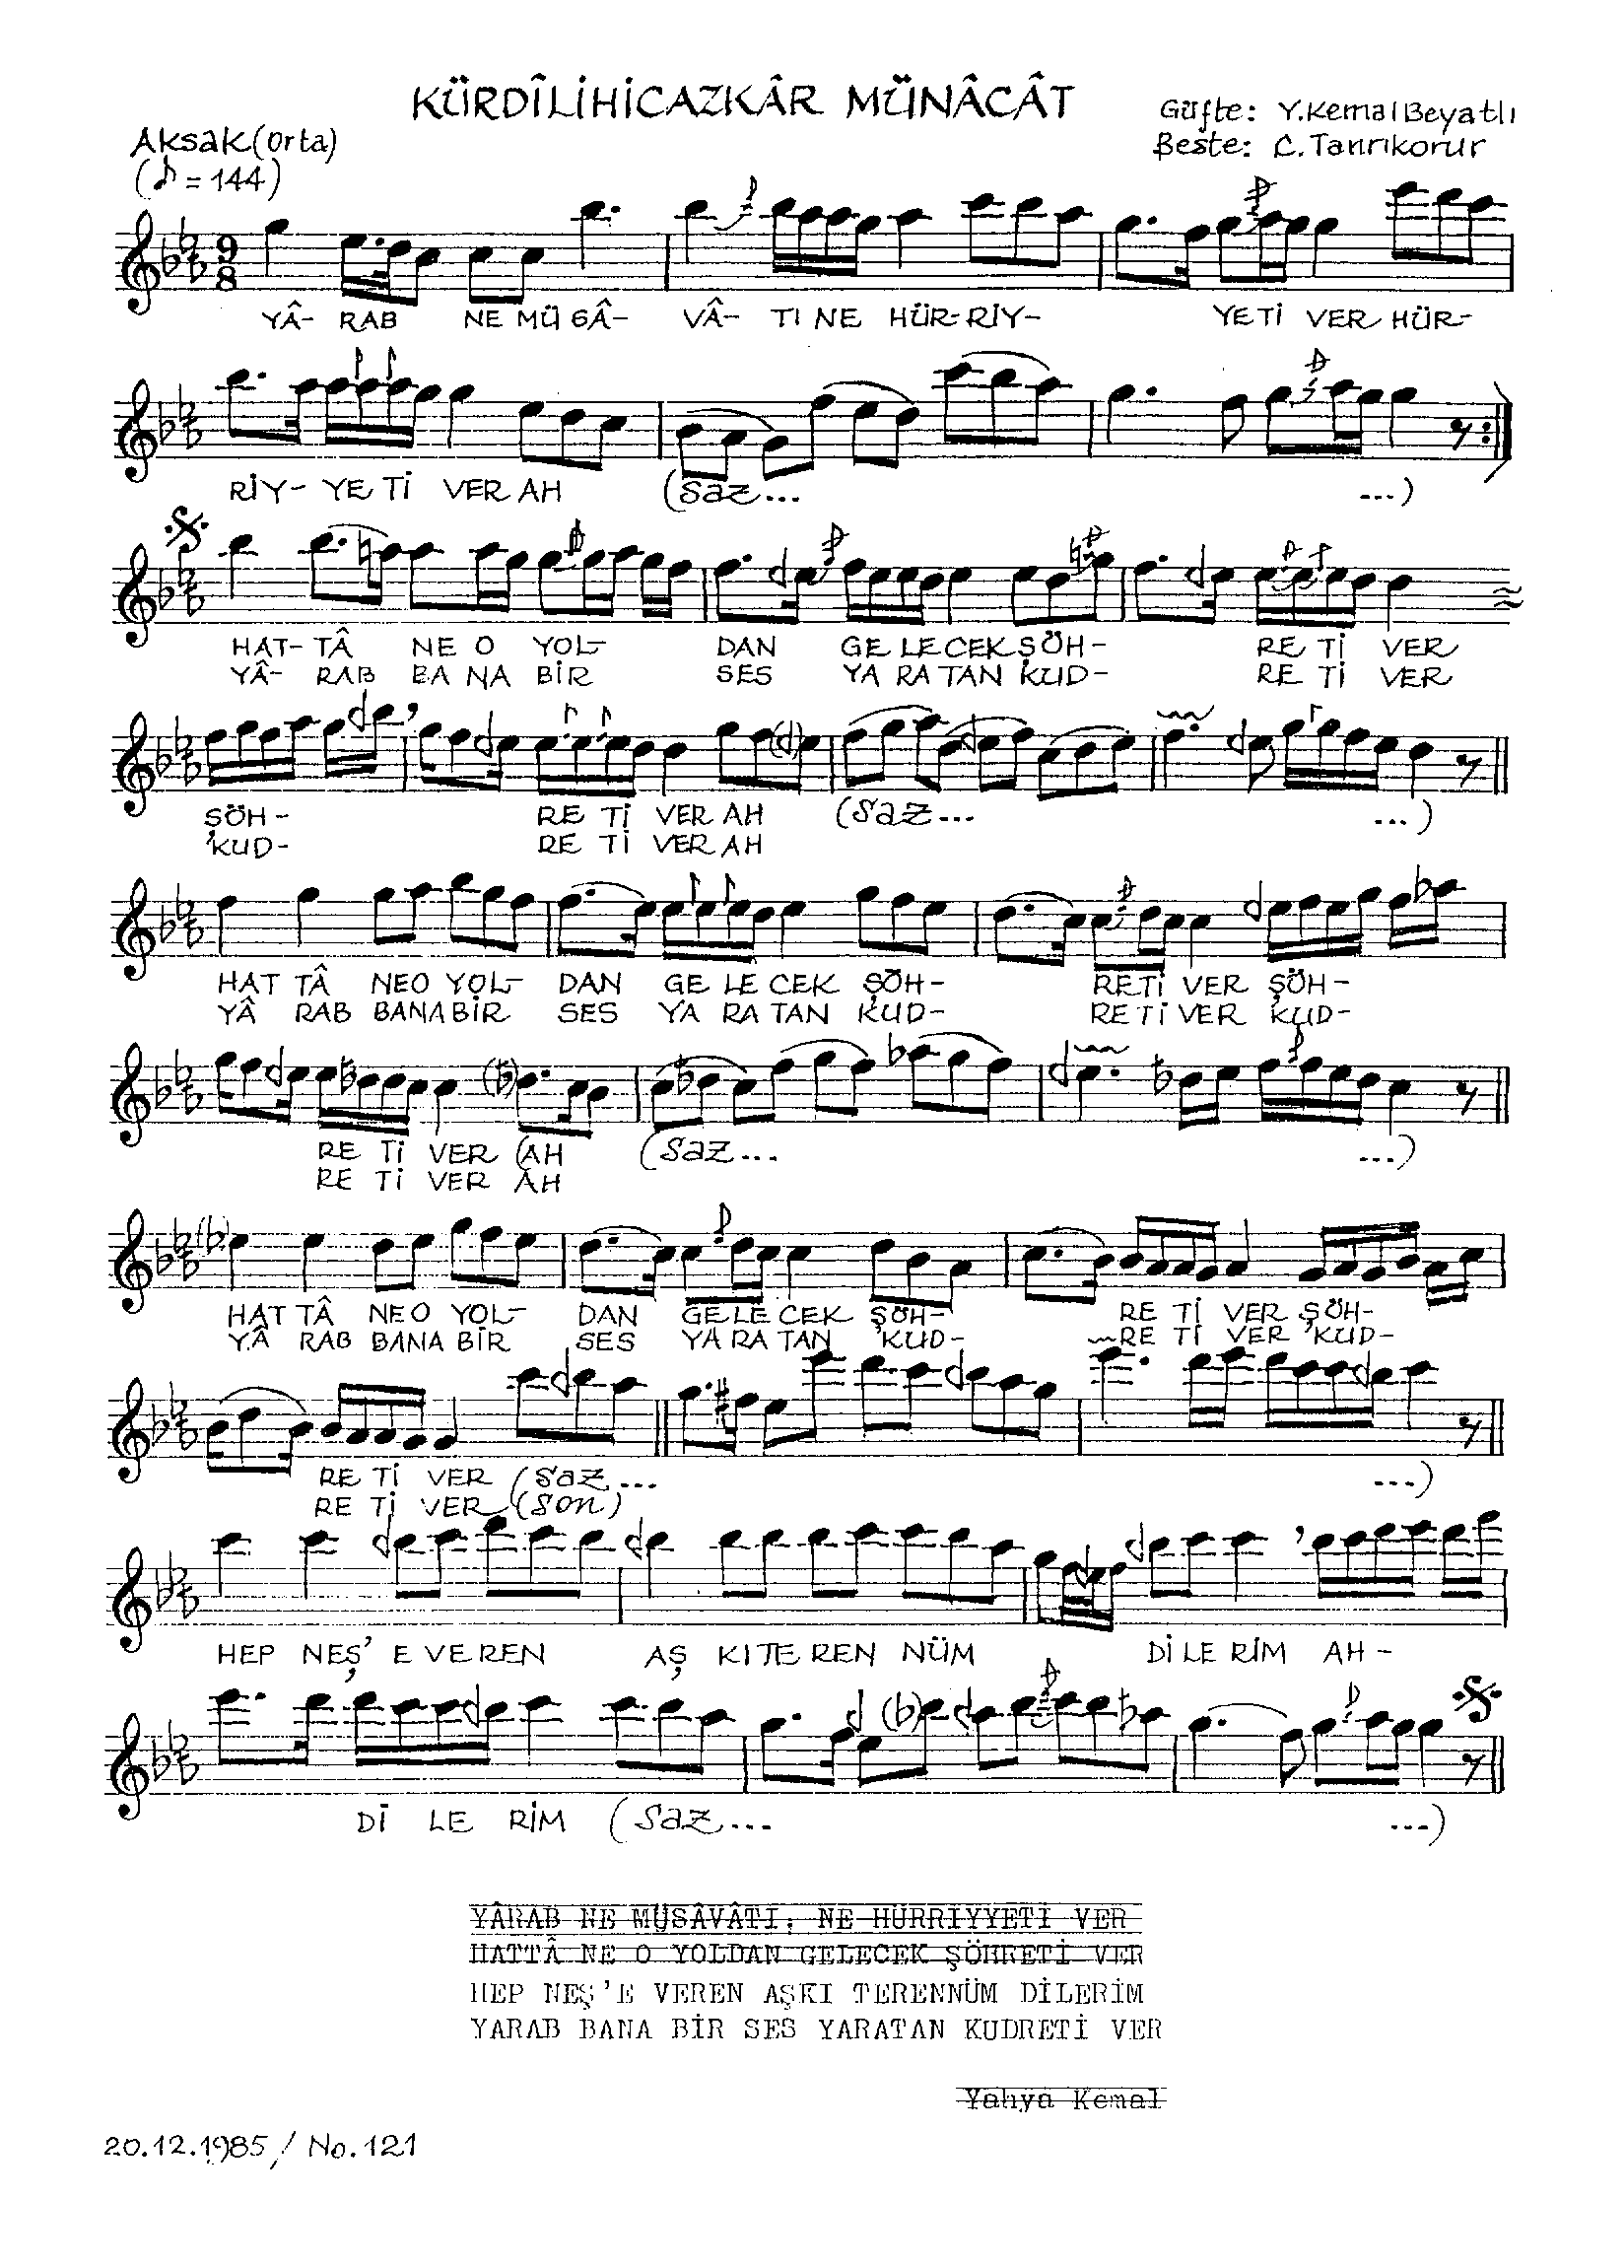 KÜRDÎLİHİCAZKÂR MÜNÂCÂT
Güfte: Y.Kemal Beyatlı
Beste: C.Tanrıkorur
Aksak (Orta)
(♪ = 144)
9
8
YÂ- RAB NE MÜ SÂ- VÂ- TI NE HÜR- RİY- YE Tİ VER HÜR-
RİY- YE Tİ VER AH (Saz... ...)
HAT- TÂ NE O YOL- DAN GE LE CEK ŞÖH- RE Tİ VER
YÂ- RAB BA NA BİR SES YA RA TAN KUD- RE Tİ VER
ŞÖH- RE Tİ VER AH (Saz... ...)
KUD- RE Tİ VER AH
HAT TÂ NE O YOL- DAN GE LE CEK ŞÖH- RE Tİ VER ŞÖH-
YÂ RAB BANA BİR SES YA RA TAN KUD- RE Tİ VER KUD-
RE Tİ VER (AH (Saz... ...)
RE Tİ VER AH
HAT TÂ NE O YOL- DAN GE LE CEK ŞÖH- RE Tİ VER ŞÖH-
YÂ RAB BANA BİR SES YA RA TAN KUD- RE Tİ VER KUD-
RE Tİ VER (Saz... ...)
RE Tİ VER (Son)
HEP NEŞ' E VE REN AŞ KI TE REN NÜM Dİ LE RİM AH-
Dİ LE RİM (Saz... ...)
YÂRAB NE MÜSÂVÂTI, NE HÜRRİYYETİ VER
HATTÂ NE O YOLDAN GELECEK ŞÖHRETİ VER
HEP NEŞ'E VEREN AŞKI TERENNÜM DİLERİM
YARAB BANA BİR SES YARATAN KUDRETİ VER
Yahya Kemal
20.12.1985 / No.121